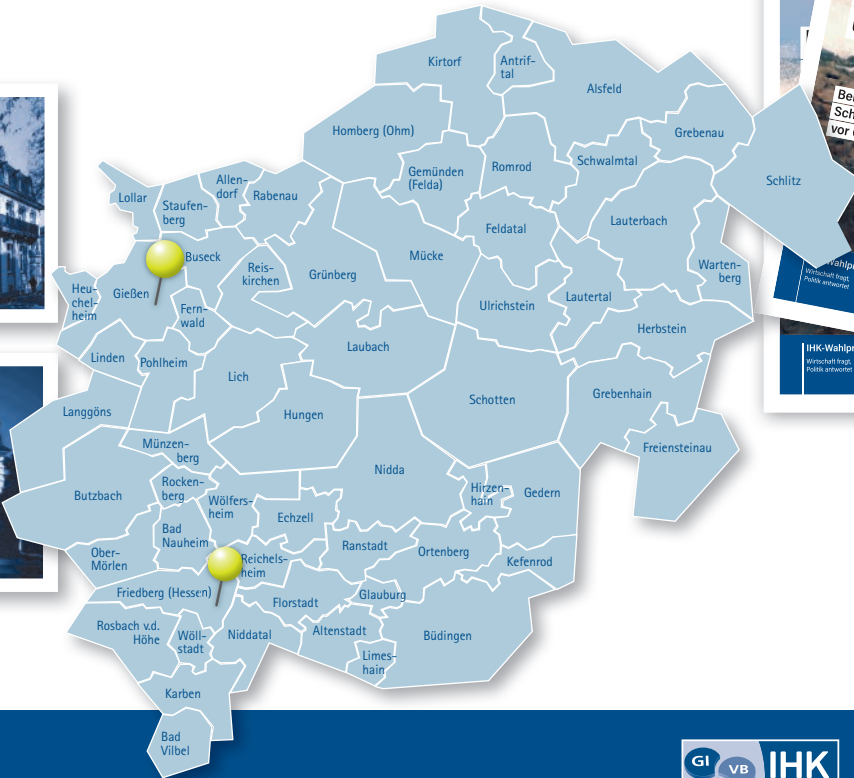 Kirtorf
Antrif-
tal
Alsfeld
Homberg (Ohm)
Grebenau
Gemünden
(Felda)
Romrod
Schwalmtal
Schlitz
Lollar
Staufen-
berg
Allen-
dorf
Rabenau
Feldatal
Lauterbach
Buseck
Mücke
Reis-
kirchen
Grünberg
Warten-
berg
Heu-
chel-
heim
Gießen
Fern-
wald
Ulrichstein
Lautertal
Herbstein
Linden
Pohlheim
Laubach
Lich
Schotten
Grebenhain
Langgöns
Hungen
Münzen-
berg
Freiensteinau
Nidda
Butzbach
Rocken-
berg
Wölfers-
heim
Hirzen-
hain
Gedern
Echzell
Bad
Nauheim
Ober-
Mörlen
Reichels-
heim
Ranstadt
Ortenberg
Kefenrod
Friedberg (Hessen)
Florstadt
Glauburg
Rosbach v.d.
Höhe
Wöll-
stadt
Niddatal
Altenstadt
Büdingen
Limes-
hain
Karben
Bad
Vilbel
Wirtschaft fragt,
Politik antwortet
IHK-Wahlpr
Wirtschaft fragt,
Politik antwortet
GI
VB
IHK